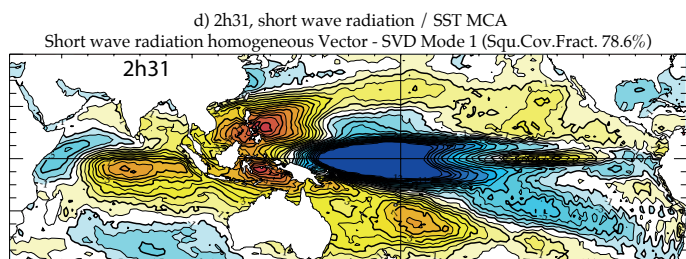 d) 2h31, short wave radiation / SST MCA
Short wave radiation homogeneous Vector - SVD Mode 1 (Squ.Cov.Fract. 78.6%)
2h31